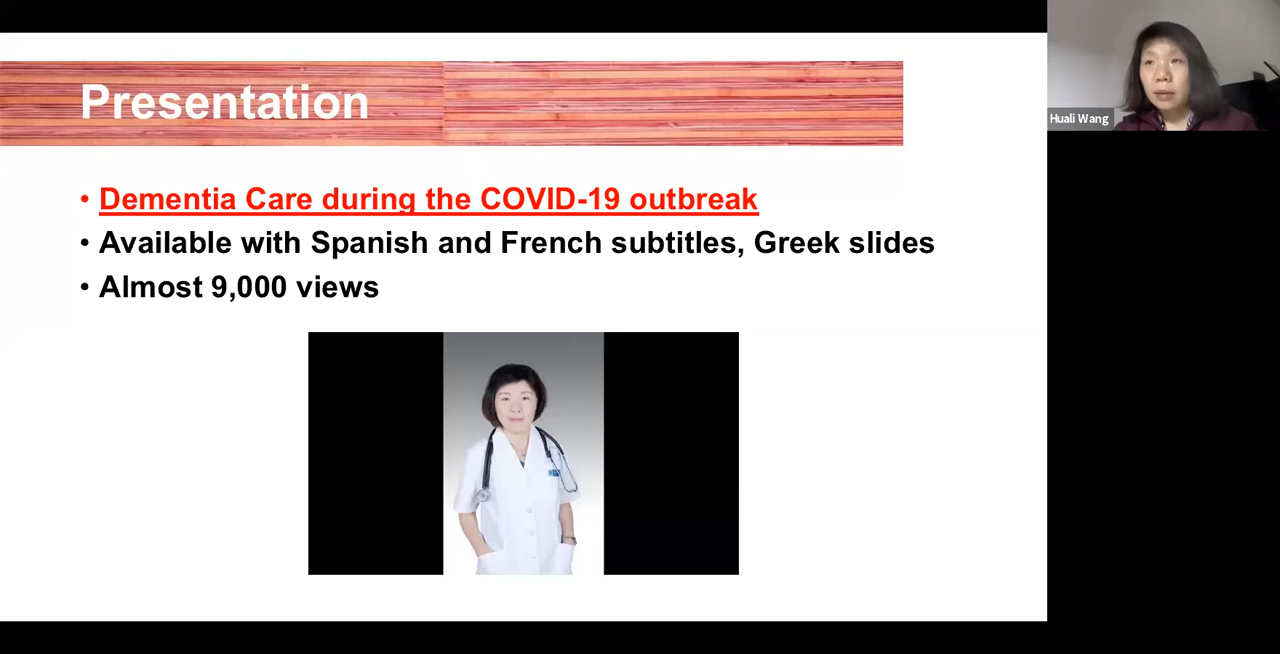 Presentation
• Dementia Care during the COVID-19 outbreak
• Available with Spanish and French subtitles, Greek slides
• Almost 9,000 views
Huali Wang